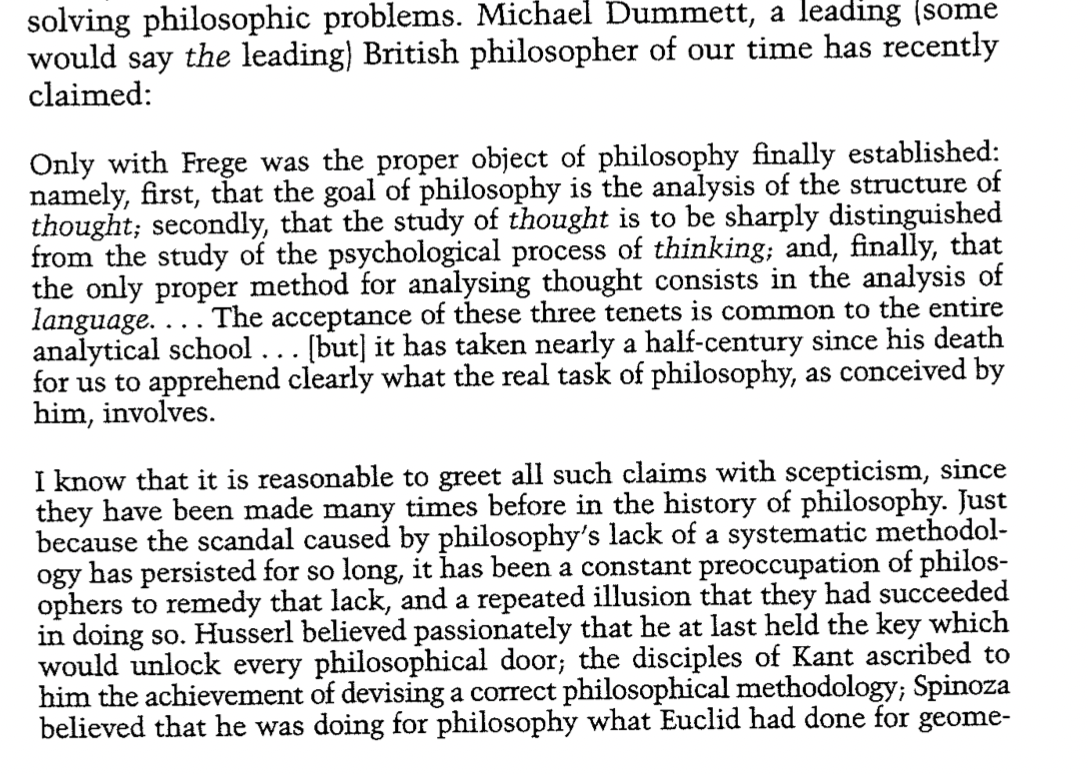 solving philosophic problems. Michael Dummett, a leading (some
would say the leading) British philosopher of our time has recently
claimed:
Only with Frege was the proper object of philosophy finally established:
namely, first, that the goal of philosophy is the analysis of the structure of
thought; secondly, that the study of thought is to be sharply distinguished
from the study of the psychological process of thinking; and, finally, that
the only proper method for analysing thought consists in the analysis of
language. . . . The acceptance of these three tenets is common to the entire
analytical school . . . [but] it has taken nearly a half-century since his death
for us to apprehend clearly what the real task of philosophy, as conceived by
him, involves.
I know that it is reasonable to greet all such claims with scepticism, since
they have been made many times before in the history of philosophy. Just
because the scandal caused by philosophy's lack of a systematic methodol-
ogy has persisted for so long, it has been a constant preoccupation of philos-
ophers to remedy that lack, and a repeated illusion that they had succeeded
in doing so. Husserl believed passionately that he at last held the key which
would unlock every philosophical door; the disciples of Kant ascribed to
him the achievement of devising a correct philosophical methodology; Spinoza
believed that he was doing for philosophy what Euclid had done for geome-